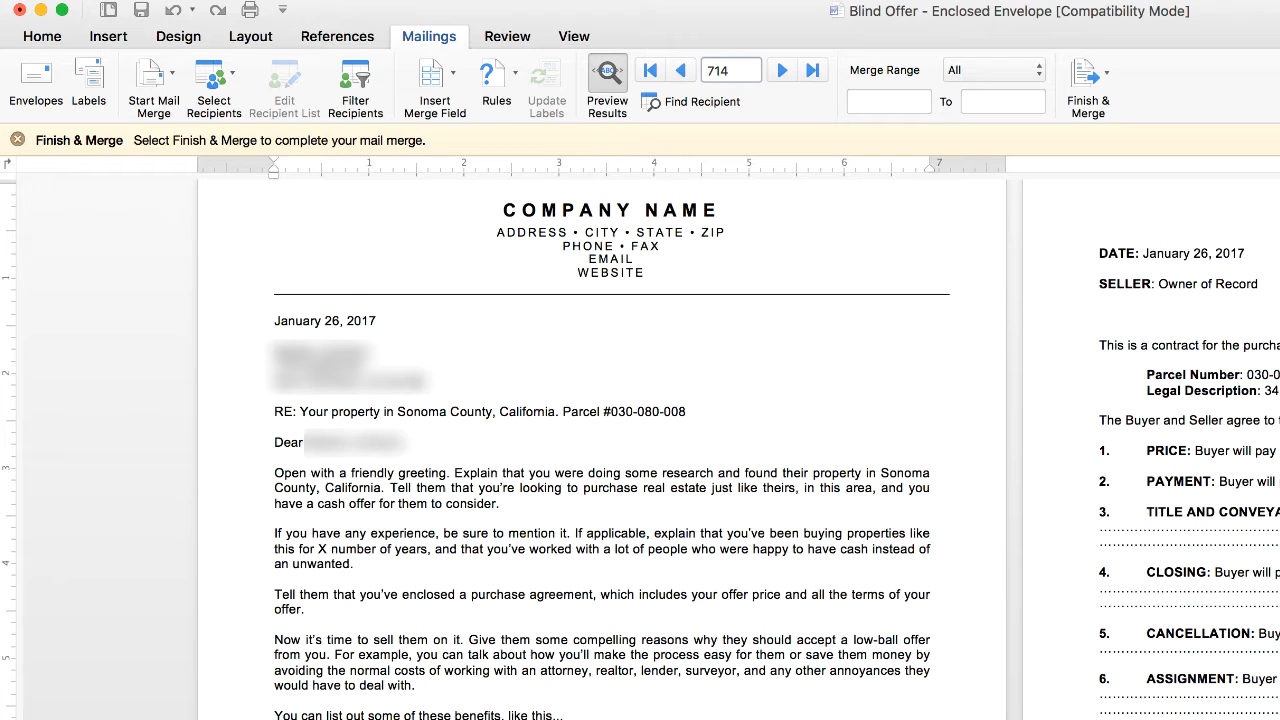 Blind Offer - Enclosed Envelope [Compatibility Mode]
Home Insert Design Layout References Mailings Review View
Envelopes
Labels
Start Mail
Merge
Select
Recipients
Edit
Recipient List
Filter
Recipients
Insert
Merge Field
Rules
Update
Labels
ABC
Preview
Results
714
Find Recipient
Merge Range All
To
Finish &
Merge
Finish & Merge Select Finish & Merge to complete your mail merge.
1 2 3 4 5 6 7
1
2
3
4
5
COMPANY NAME
ADDRESS • CITY • STATE • ZIP
PHONE • FAX
EMAIL
WEBSITE
January 26, 2017
RE: Your property in Sonoma County, California. Parcel #030-080-008
Dear
Open with a friendly greeting. Explain that you were doing some research and found their property in Sonoma
County, California. Tell them that you're looking to purchase real estate just like theirs, in this area, and you
have a cash offer for them to consider.
If you have any experience, be sure to mention it. If applicable, explain that you've been buying properties like
this for X number of years, and that you've worked with a lot of people who were happy to have cash instead of
an unwanted.
Tell them that you've enclosed a purchase agreement, which includes your offer price and all the terms of your
offer.
Now it's time to sell them on it. Give them some compelling reasons why they should accept a low-ball offer
from you. For example, you can talk about how you'll make the process easy for them or save them money by
avoiding the normal costs of working with an attorney, realtor, lender, surveyor, and any other annoyances they
would have to deal with.
You can list out some of these benefits, like this...
DATE: January 26, 2017
SELLER: Owner of Record
This is a contract for the purcha
Parcel Number: 030-0
Legal Description: 34
The Buyer and Seller agree to t
1. PRICE: Buyer will pay
2. PAYMENT: Buyer will
3. TITLE AND CONVEYA
4. CLOSING: Buyer will p
5. CANCELLATION: Buy
6. ASSIGNMENT: Buyer